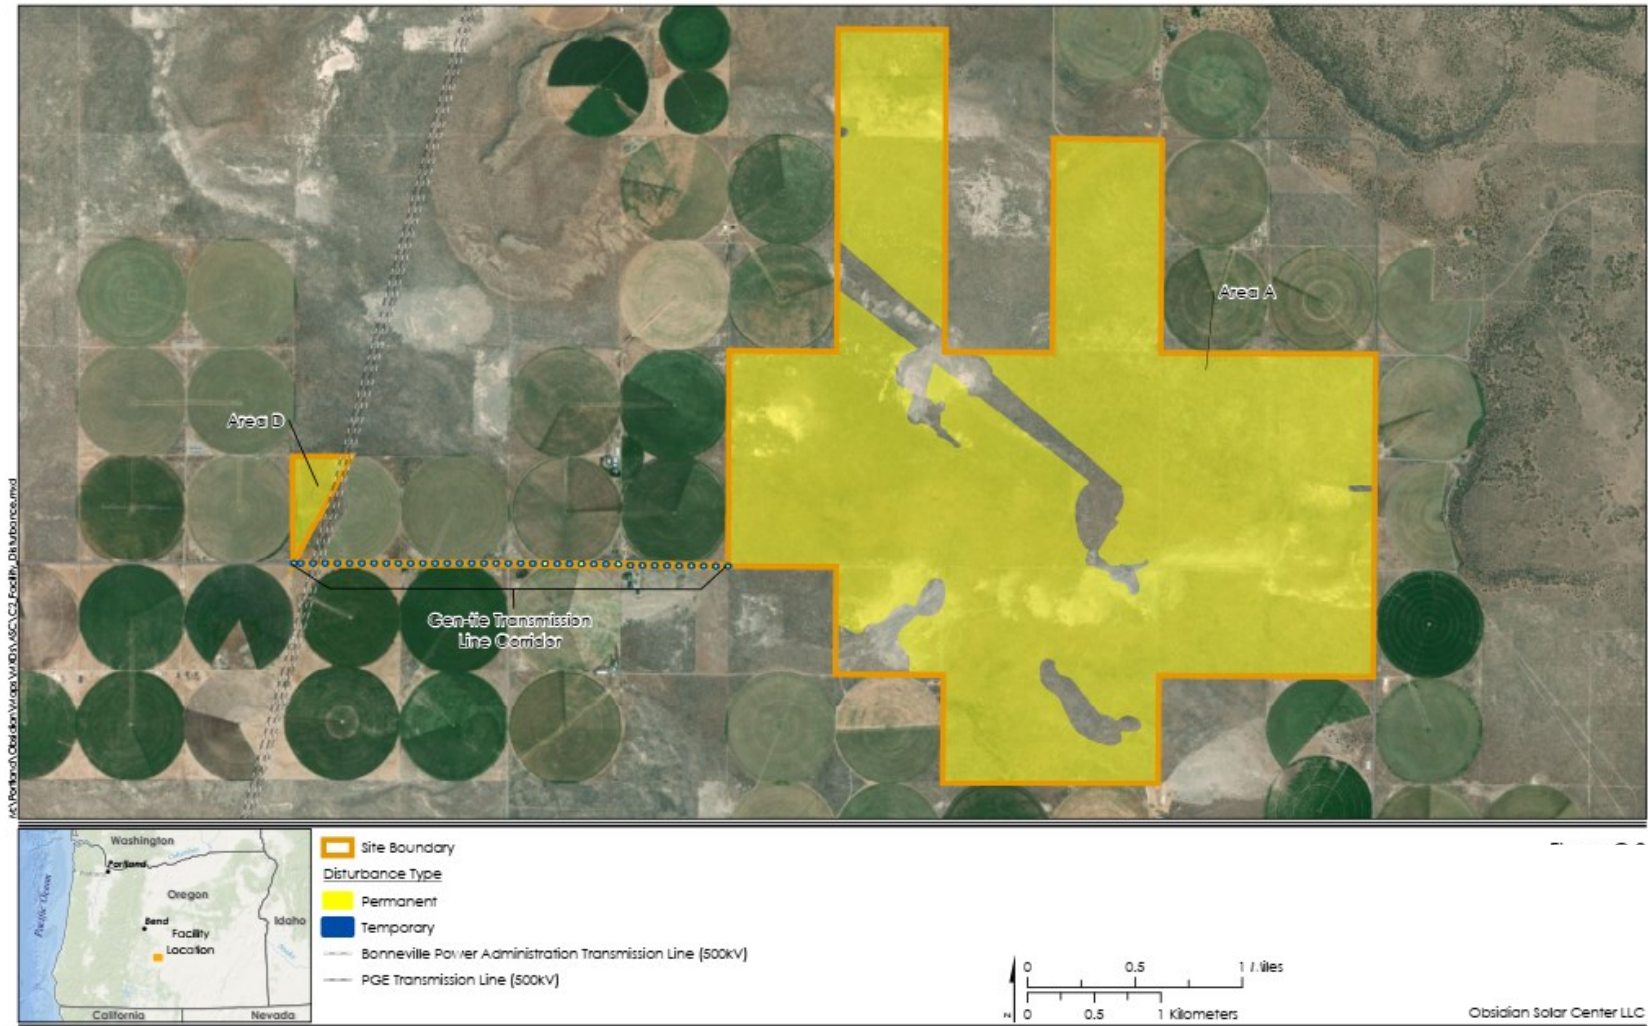 Area A
Area D
Gen-tie Transmission
Line Corridor
Washington
Portland
Columbia
Oregon
Pacific Ocean
Bend
Idaho
Facility
Location
Snake
California
Nevada
Site Boundary
Disturbance Type
Permanent
Temporary
Bonneville Power Administration Transmission Line (500kV)
PGE Transmission Line (500kV)
0 0.5 1 Miles
N 0 0.5 1 Kilometers
Obsidian Solar Center LLC